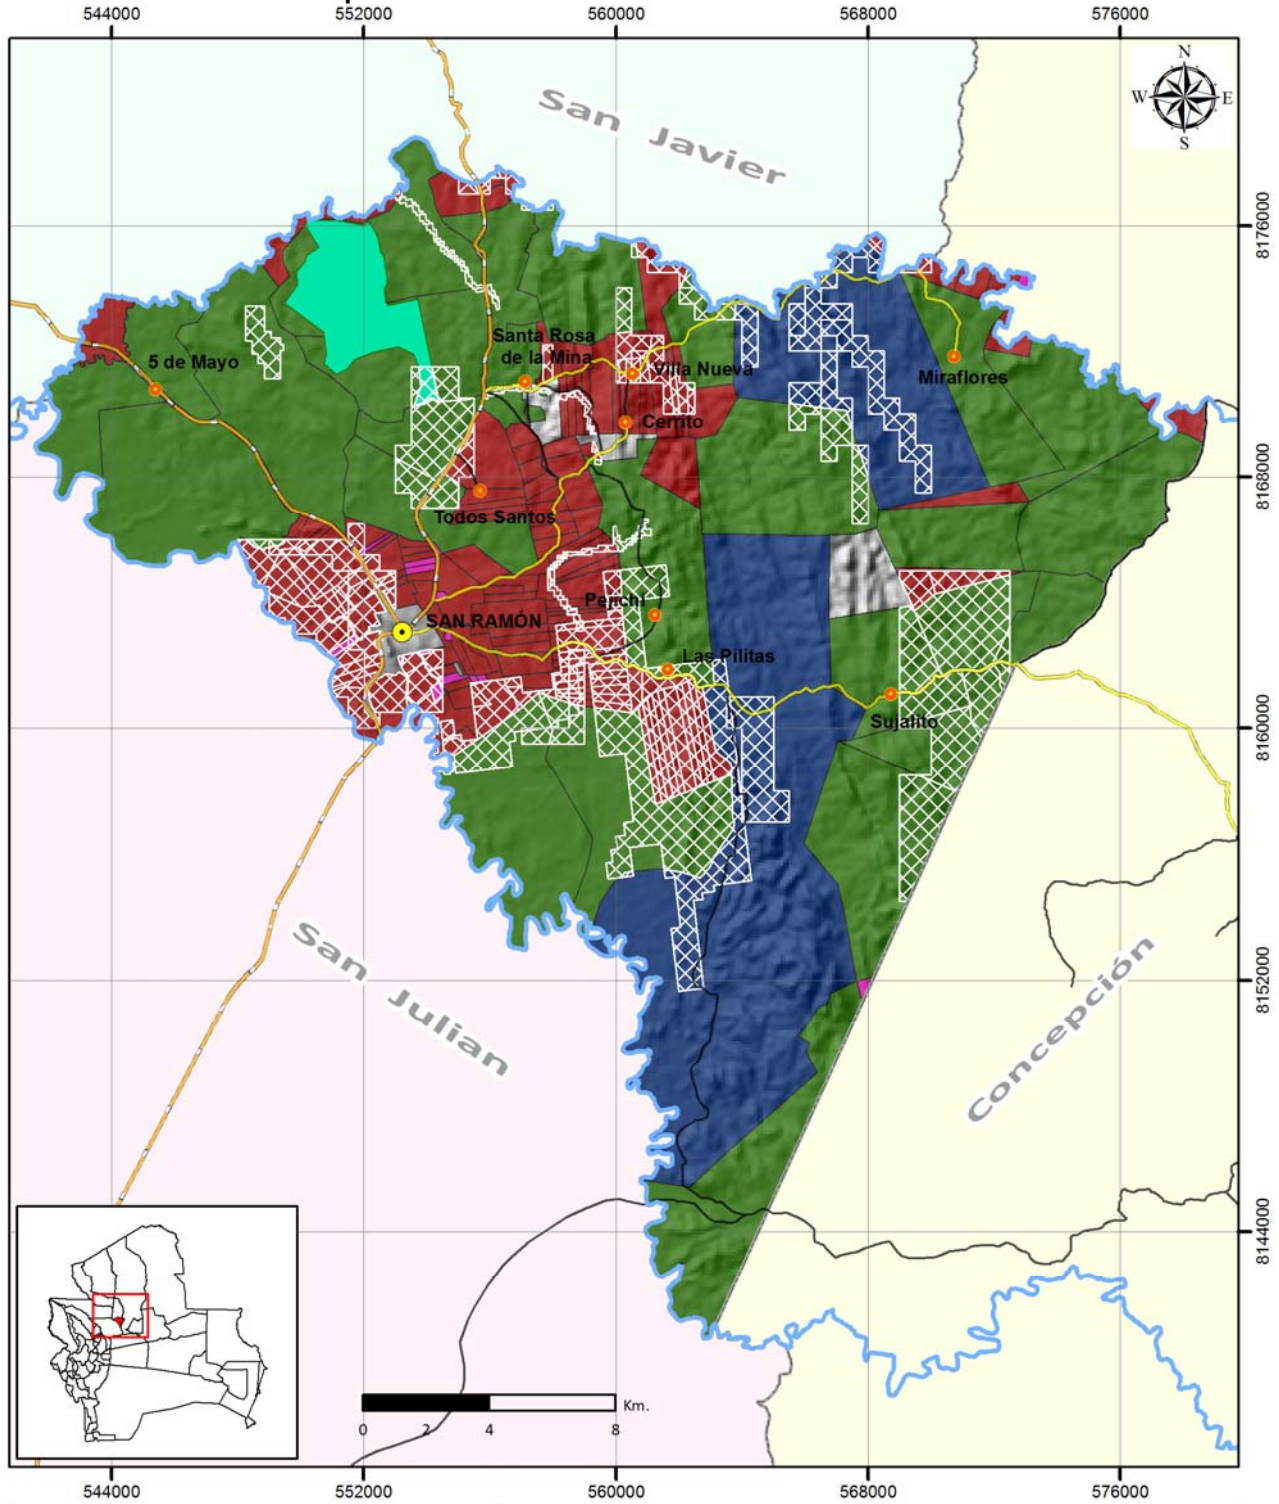 544000 552000 560000 568000 576000
N
W E
S
San Javier
8176000
Santa Rosa
de la Mina
5 de Mayo
Villa Nueva
Miraflores
Cerrito
8168000
Todos Santos
Penchi
SAN RAMÓN
Las Pilitas
Sujalito
8160000
San Julian
Concepción
8152000
8144000
Km.
0 2 4 8
544000 552000 560000 568000 576000